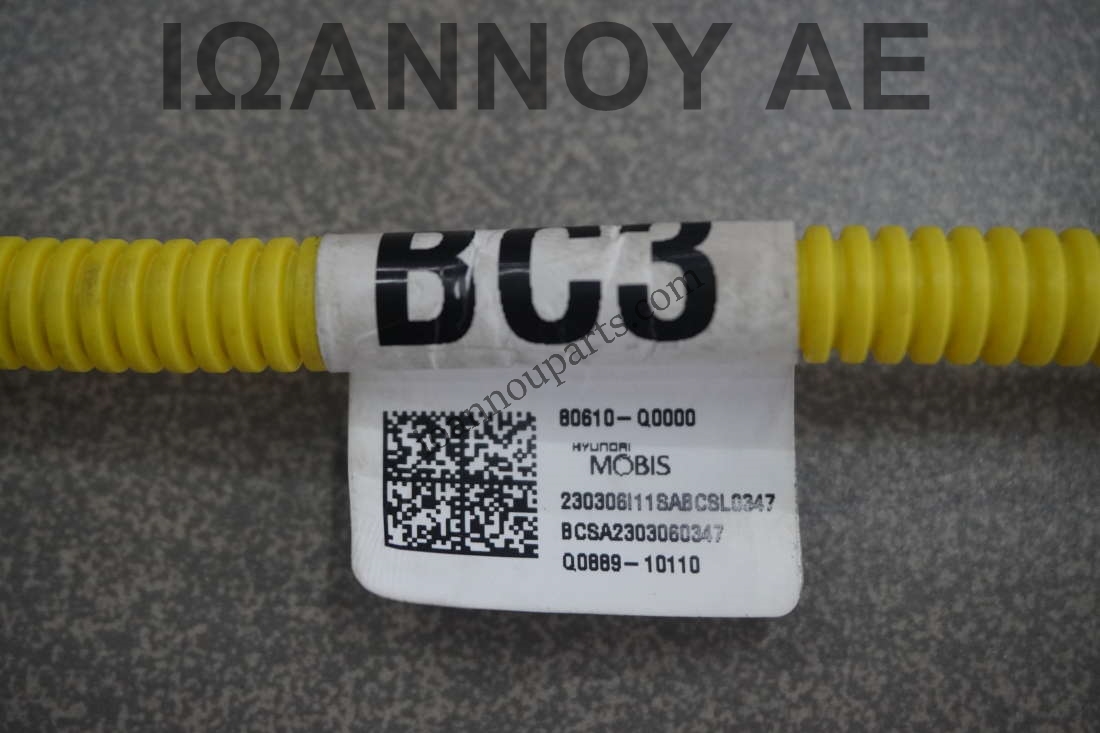 ΙΩΑΝΝΟΥ ΑΕ
BC3
ioannouparts.com
80610-Q0000
HYUNDAI
MOBIS
230306I11SABCSL0347
BCSA2303060347
Q0889-10110